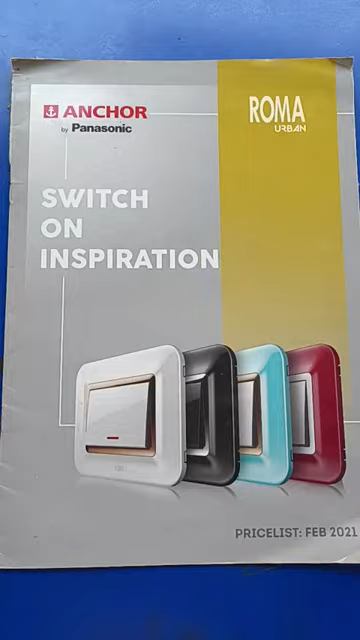 ANCHOR
by Panasonic
ROMA
URBAN
SWITCH
ON
INSPIRATION
PRICELIST: FEB 2021